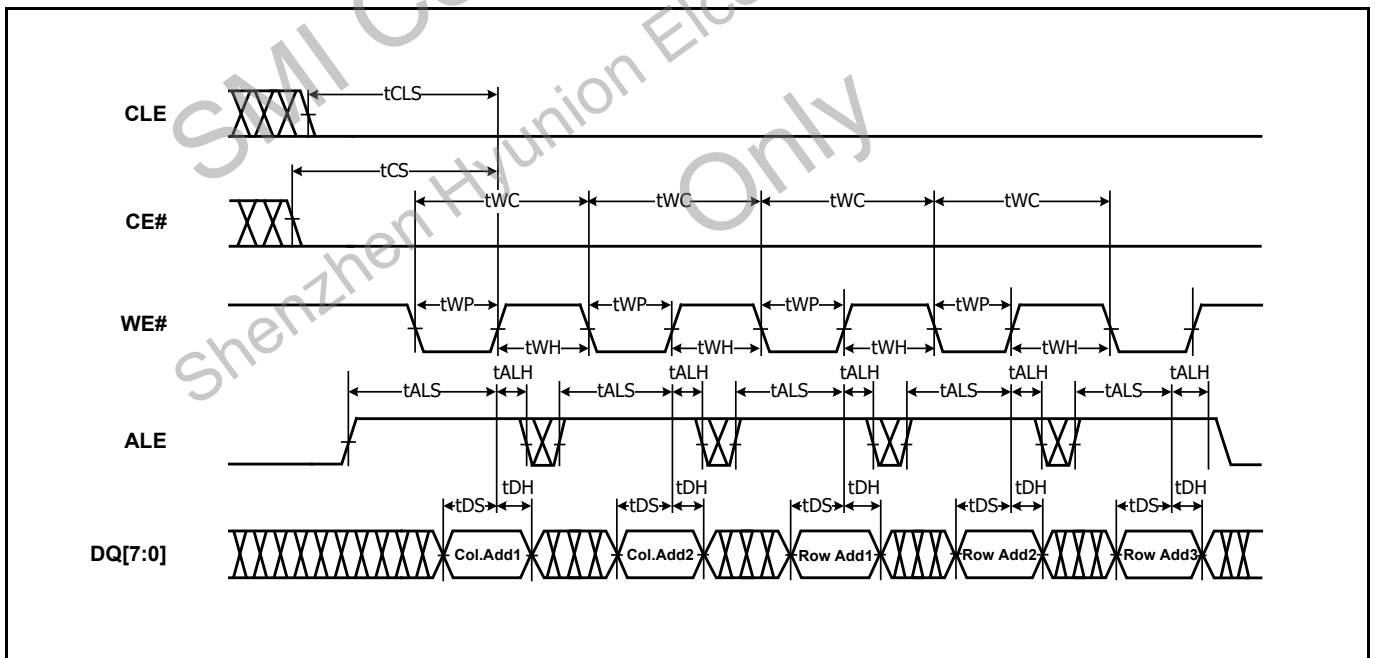 SMI Co
Shenzhen Hyunion Elec
Only
CLE
tCLS
tCS
CE#
tWC tWC tWC tWC
WE#
tWP tWP tWP tWP
tWH tWH tWH tWH
tALH tALH tALH tALH tALH
tALS tALS tALS tALS tALS
ALE
tDH tDH tDH tDH tDH
tDS tDS tDS tDS tDS
DQ[7:0]
Col.Add1 Col.Add2 Row Add1 Row Add2 Row Add3